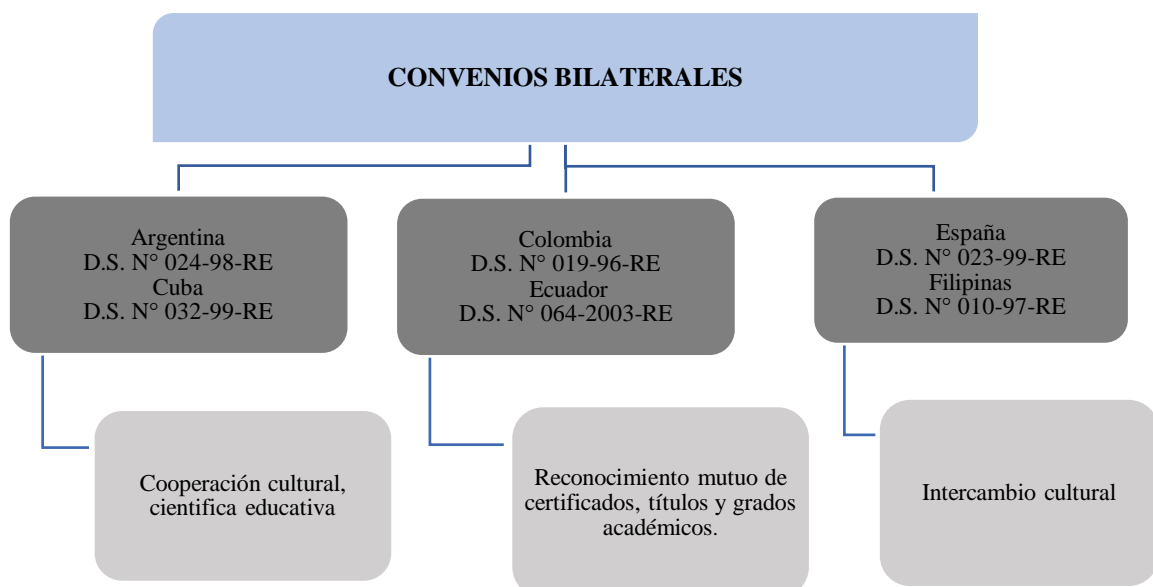 CONVENIOS BILATERALES
Argentina
D.S. N° 024-98-RE
Cuba
D.S. N° 032-99-RE
Colombia
D.S. N° 019-96-RE
Ecuador
D.S. N° 064-2003-RE
España
D.S. N° 023-99-RE
Filipinas
D.S. N° 010-97-RE
Cooperación cultural,
cientifica educativa
Reconocimiento mutuo de
certificados, títulos y grados
académicos.
Intercambio cultural